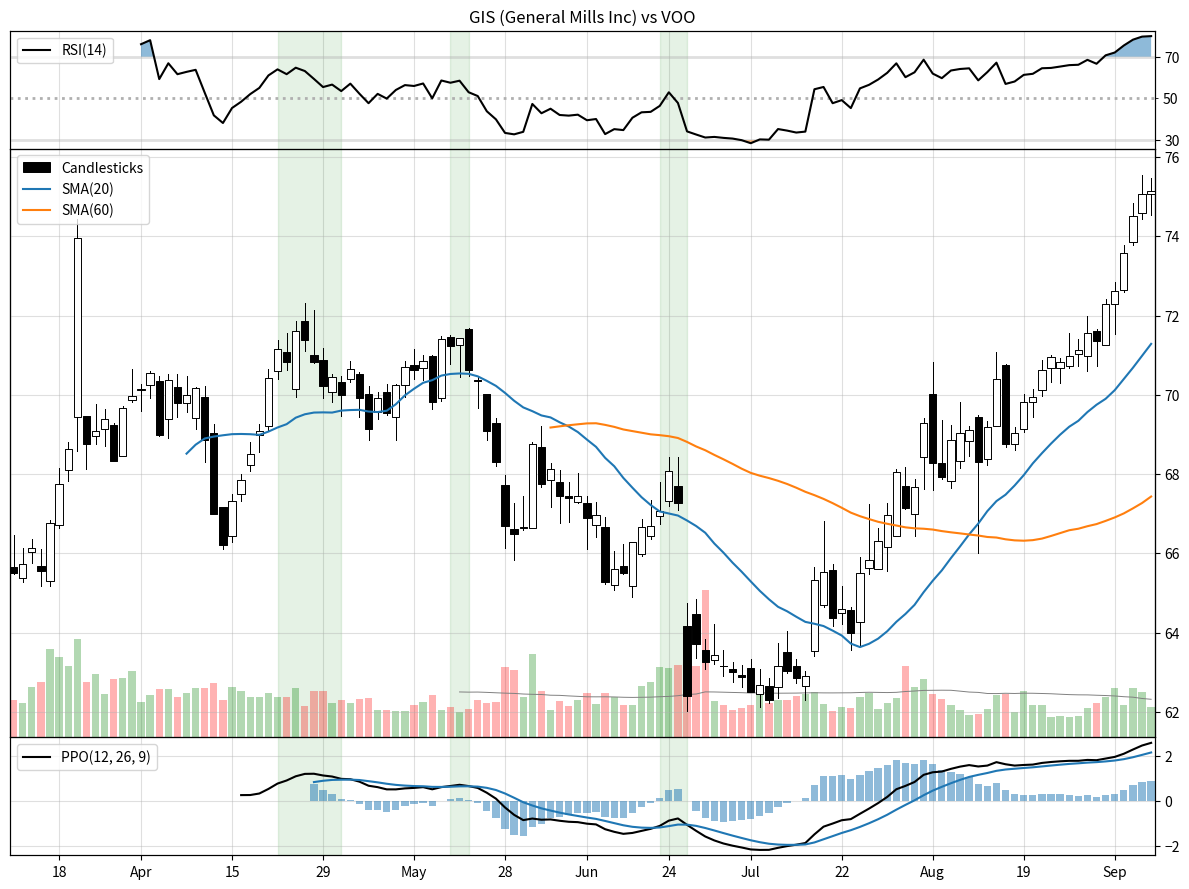 GIS (General Mills Inc) vs VOO
RSI(14)
70
50
30
Candlesticks
SMA(20)
SMA(60)
76
74
72
70
68
66
64
62
PPO(12, 26, 9)
2
0
−2
18 Apr 15 29 May 28 Jun 24 Jul 22 Aug 19 Sep